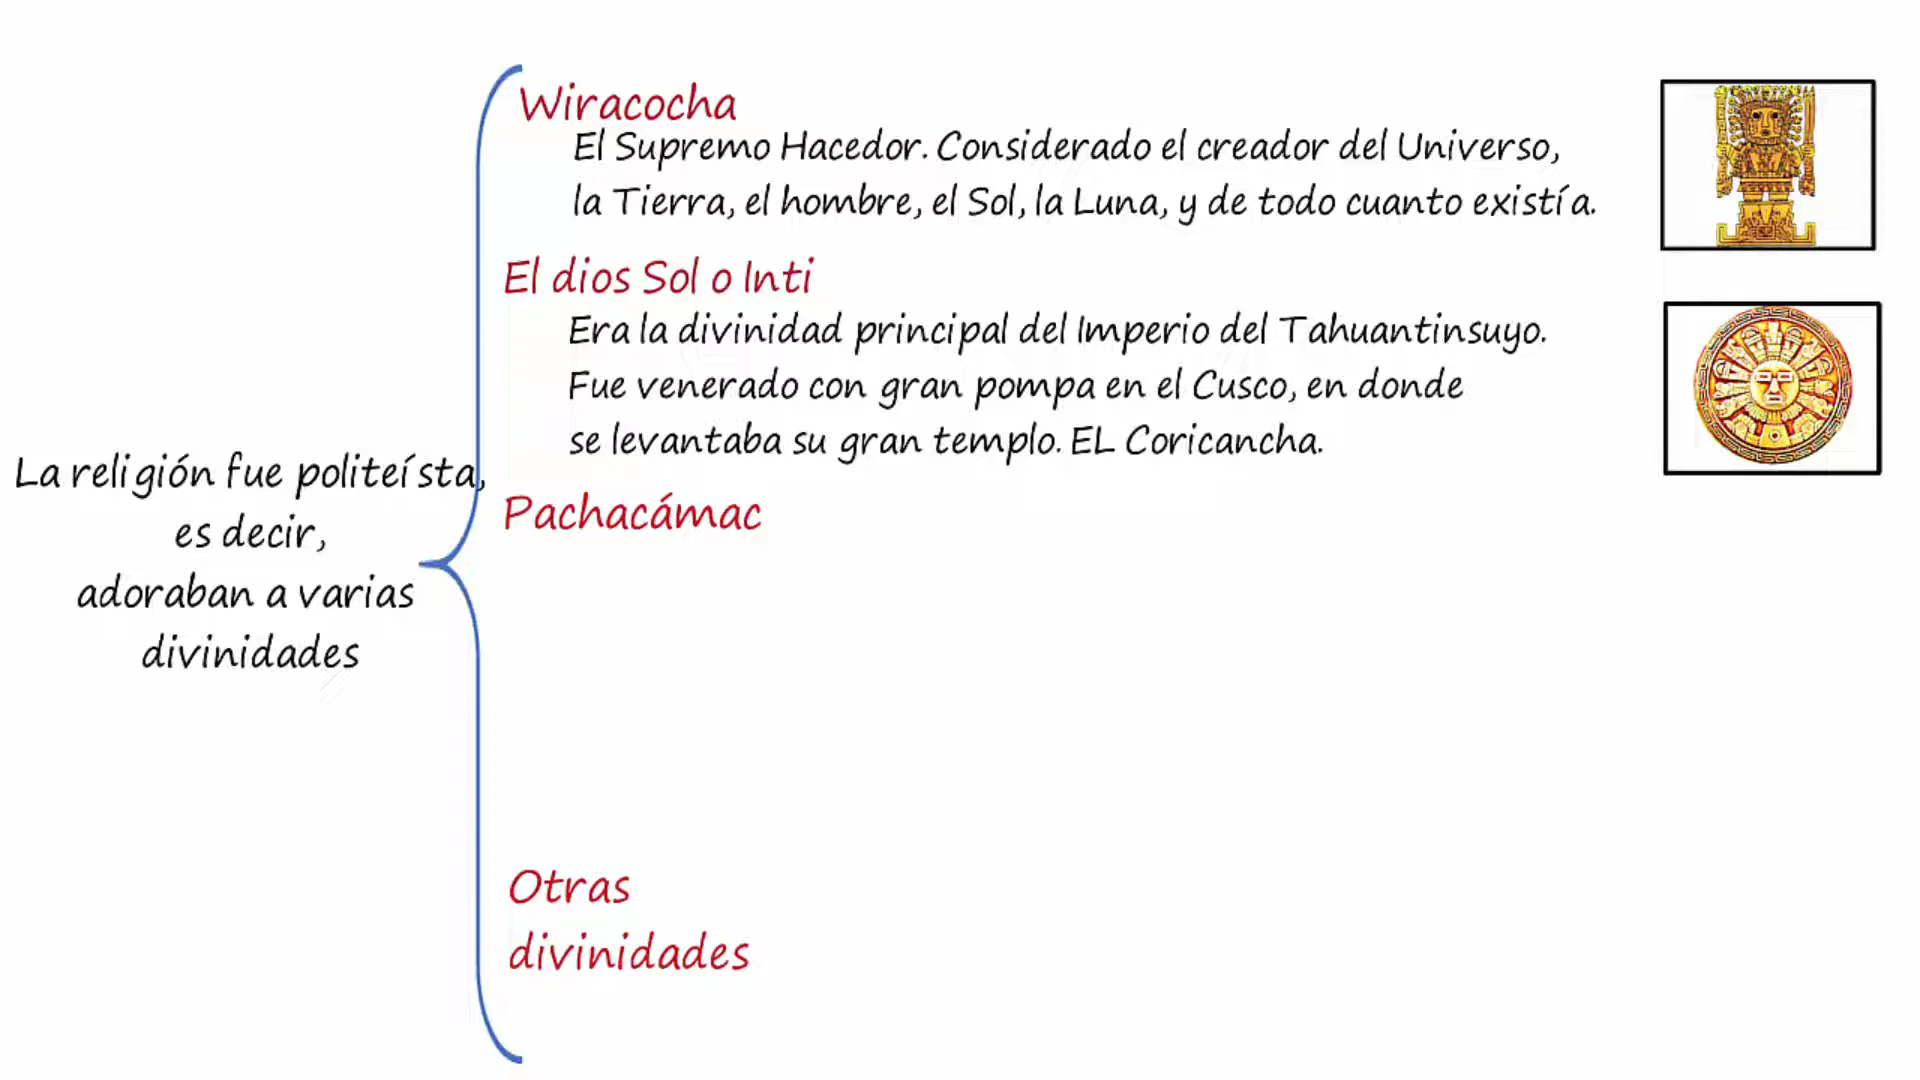 Wiracocha
El Supremo Hacedor. Considerado el creador del Universo,
la Tierra, el hombre, el Sol, la Luna, y de todo cuanto existía.
El dios Sol o Inti
Era la divinidad principal del Imperio del Tahuantinsuyo.
Fue venerado con gran pompa en el Cusco, en donde
se levantaba su gran templo. EL Coricancha.
La religión fue politeísta,
es decir,
adoraban a varias
divinidades
Pachacámac
Otras
divinidades